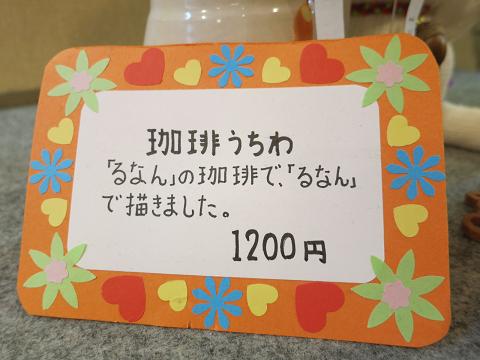 珈琲うちわ
「るなん」の珈琲で、「るなん」
で描きました。
1200円